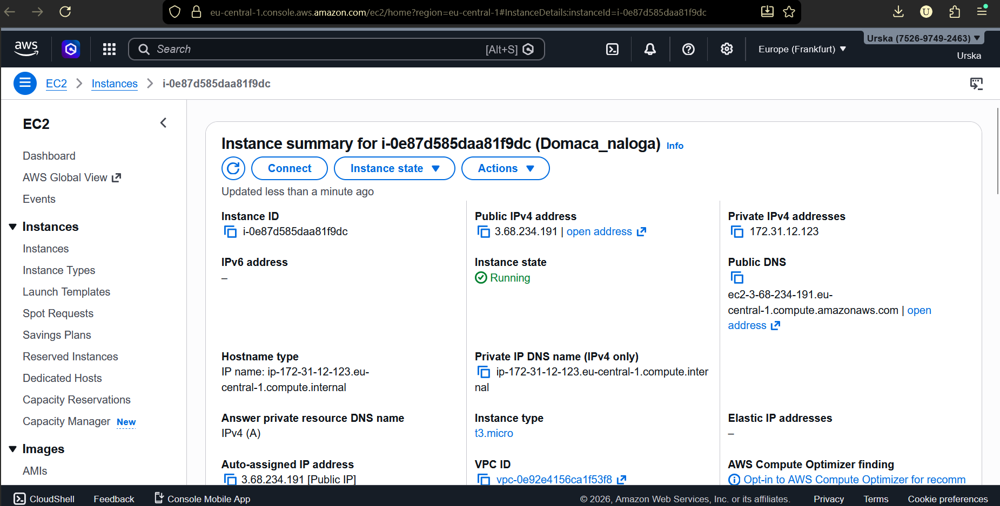 eu-central-1.console.aws.amazon.com/ec2/home?region=eu-central-1#InstanceDetails:instanceId=i-0e87d585daa81f9dc
U
aws
Search
[Alt+S]
Europe (Frankfurt)
Urska (7526-9749-2463)
Urska
EC2
Instances
i-0e87d585daa81f9dc
EC2
Dashboard
AWS Global View
Events
Instances
Instances
Instance Types
Launch Templates
Spot Requests
Savings Plans
Reserved Instances
Dedicated Hosts
Capacity Reservations
Capacity Manager New
Images
AMIs
Instance summary for i-0e87d585daa81f9dc (Domaca_naloga) Info
Connect
Instance state
Actions
Updated less than a minute ago
Instance ID
i-0e87d585daa81f9dc
Public IPv4 address
3.68.234.191 | open address
Private IPv4 addresses
172.31.12.123
IPv6 address
–
Instance state
Running
Public DNS
ec2-3-68-234-191.eu-
central-1.compute.amazonaws.com | open
address
Hostname type
IP name: ip-172-31-12-123.eu-
central-1.compute.internal
Private IP DNS name (IPv4 only)
ip-172-31-12-123.eu-central-1.compute.inter
nal
Answer private resource DNS name
IPv4 (A)
Instance type
t3.micro
Elastic IP addresses
–
Auto-assigned IP address
3.68.234.191 [Public IP]
VPC ID
vpc-0e92e4156ca1f53f8
AWS Compute Optimizer finding
Opt-in to AWS Compute Optimizer for recomm
CloudShell
Feedback
Console Mobile App
© 2026, Amazon Web Services, Inc. or its affiliates.
Privacy
Terms
Cookie preferences